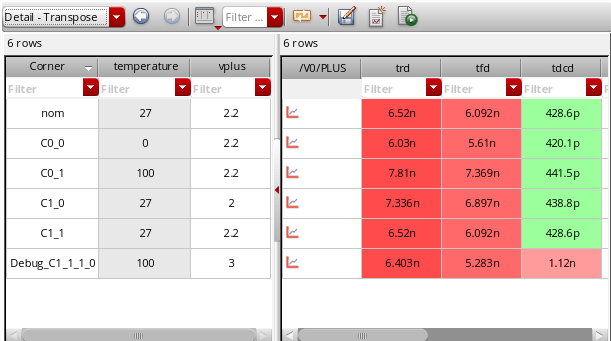 Detail - Transpose Filter ...
6 rows 6 rows
Corner temperature vplus /V0/PLUS trd tfd tdcd
Filter Filter Filter Filter Filter Filter F
nom 27 2.2 6.52n 6.092n 428.6p
C0_0 0 2.2 6.03n 5.61n 420.1p
C0_1 100 2.2 7.81n 7.369n 441.5p
C1_0 27 2 7.336n 6.897n 438.8p
C1_1 27 2.2 6.52n 6.092n 428.6p
Debug_C1_1_1_0 100 3 6.403n 5.283n 1.12n